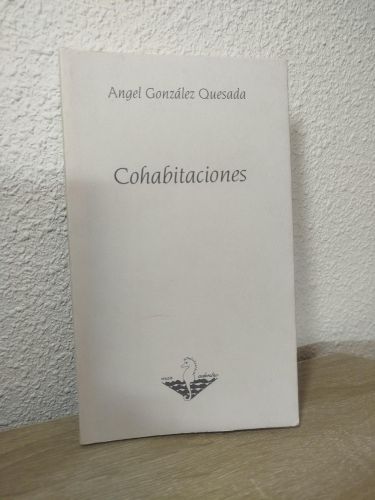 Angel González Quesada
Cohabitaciones